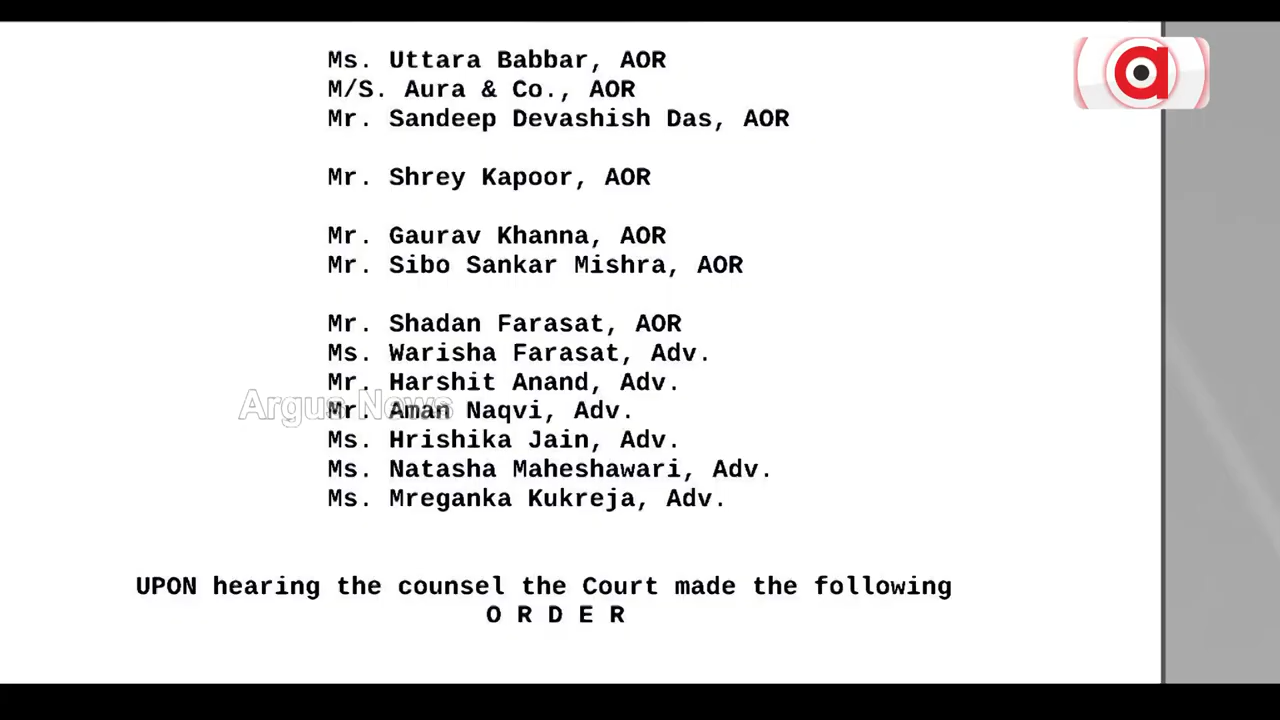 Ms. Uttara Babbar, AOR
M/S. Aura & Co., AOR
Mr. Sandeep Devashish Das, AOR
Mr. Shrey Kapoor, AOR
Mr. Gaurav Khanna, AOR
Mr. Sibo Sankar Mishra, AOR
Mr. Shadan Farasat, AOR
Ms. Warisha Farasat, Adv.
Mr. Harshit Anand, Adv.
Argus News
Mr. Aman Naqvi, Adv.
Ms. Hrishika Jain, Adv.
Ms. Natasha Maheshawari, Adv.
Ms. Mreganka Kukreja, Adv.
UPON hearing the counsel the Court made the following
O R D E R